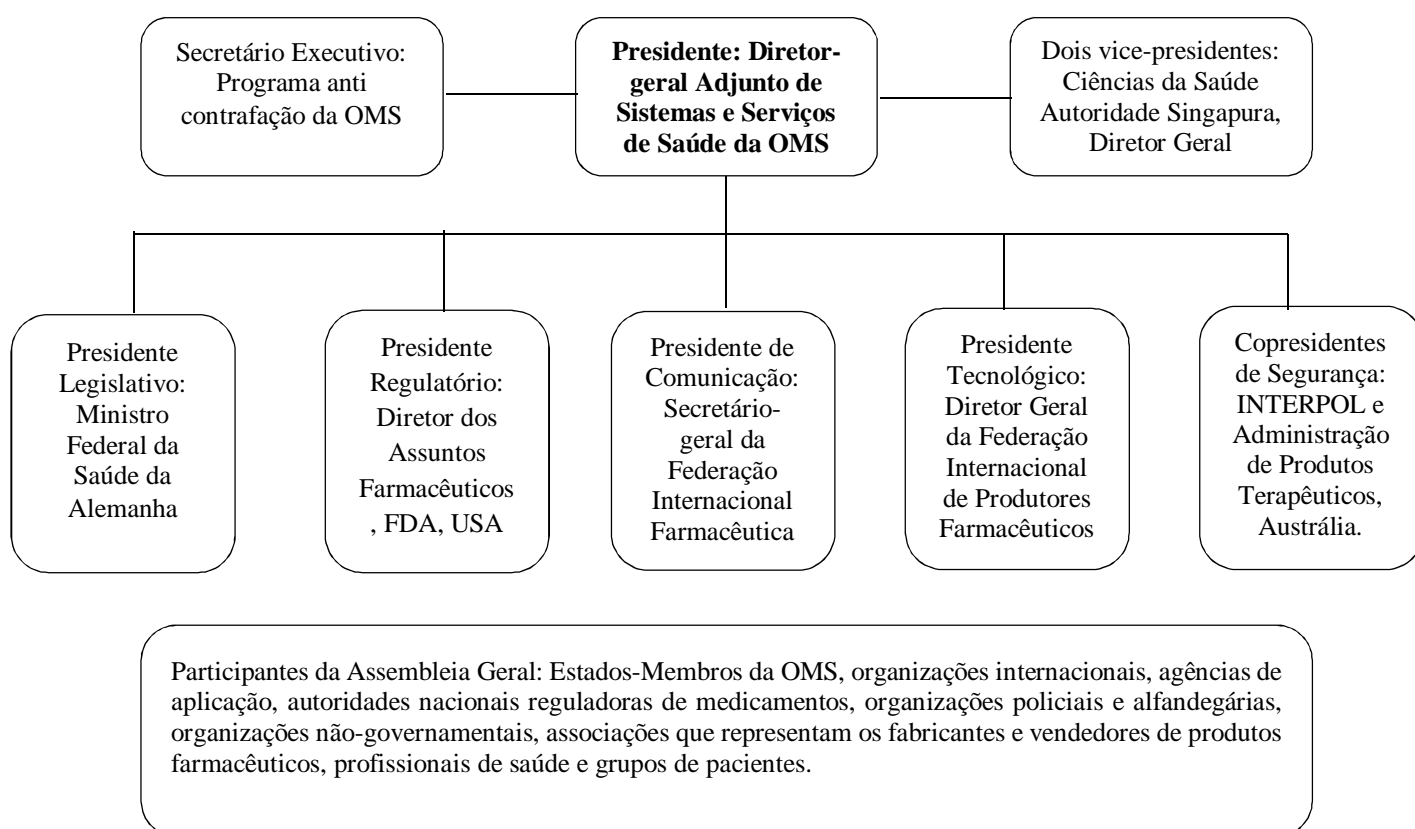 Secretário Executivo:
Programa anti
contrafação da OMS
Presidente: Diretor-
geral Adjunto de
Sistemas e Serviços
de Saúde da OMS
Dois vice-presidentes:
Ciências da Saúde
Autoridade Singapura,
Diretor Geral
Presidente
Legislativo:
Ministro
Federal da
Saúde da
Alemanha
Presidente
Regulatório:
Diretor dos
Assuntos
Farmacêuticos
, FDA, USA
Presidente de
Comunicação:
Secretário-
geral da
Federação
Internacional
Farmacêutica
Presidente
Tecnológico:
Diretor Geral
da Federação
Internacional
de Produtores
Farmacêuticos
Copresidentes
de Segurança:
INTERPOL e
Administração
de Produtos
Terapêuticos,
Austrália.
Participantes da Assembleia Geral: Estados-Membros da OMS, organizações internacionais, agências de
aplicação, autoridades nacionais reguladoras de medicamentos, organizações policiais e alfandegárias,
organizações não-governamentais, associações que representam os fabricantes e vendedores de produtos
farmacêuticos, profissionais de saúde e grupos de pacientes.